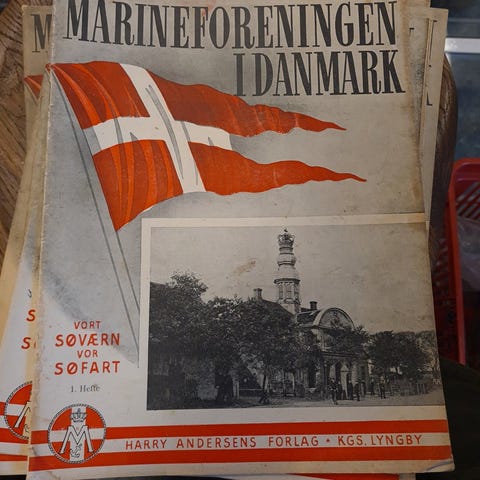 MARINEFORENINGEN
I DANMARK
VORT
SØVÆRN
VOR
SØFART
1. Hefte
M
HARRY ANDERSENS FORLAG ★ KGS. LYNGBY